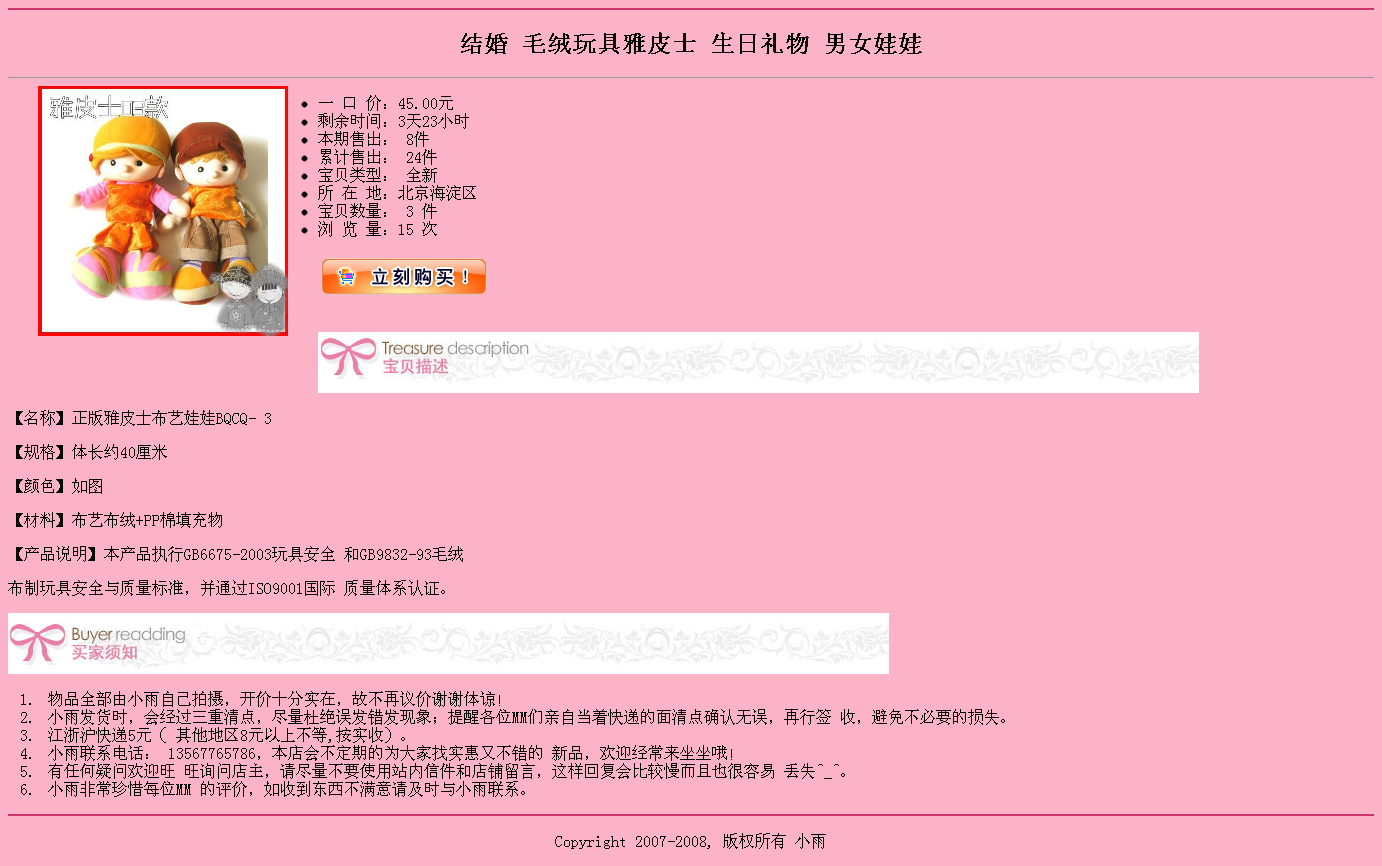 结婚 毛绒玩具雅皮士 生日礼物 男女娃娃
雅皮士正款
一 口 价：45.00元
剩余时间：3天23小时
本期售出： 8件
累计售出： 24件
宝贝类型： 全新
所 在 地：北京海淀区
宝贝数量： 3 件
浏 览 量：15 次
立刻购买！
Treasure description
宝贝描述
【名称】正版雅皮士布艺娃娃BQCQ- 3
【规格】体长约40厘米
【颜色】如图
【材料】布艺布绒+PP棉填充物
【产品说明】本产品执行GB6675-2003玩具安全 和GB9832-93毛绒
布制玩具安全与质量标准，并通过ISO9001国际 质量体系认证。
Buyer readding
买家须知
1. 物品全部由小雨自己拍摄，开价十分实在，故不再议价谢谢体谅！
2. 小雨发货时，会经过三重清点，尽量杜绝误发错发现象；提醒各位MM们亲自当着快递的面清点确认无误，再行签 收，避免不必要的损失。
3. 江浙沪快递5元（ 其他地区8元以上不等,按实收）。
4. 小雨联系电话： 13567765786，本店会不定期的为大家找实惠又不错的 新品，欢迎经常来坐坐哦！
5. 有任何疑问欢迎旺 旺询问店主，请尽量不要使用站内信件和店铺留言，这样回复会比较慢而且也很容易 丢失^_^。
6. 小雨非常珍惜每位MM 的评价，如收到东西不满意请及时与小雨联系。
Copyright 2007-2008, 版权所有 小雨